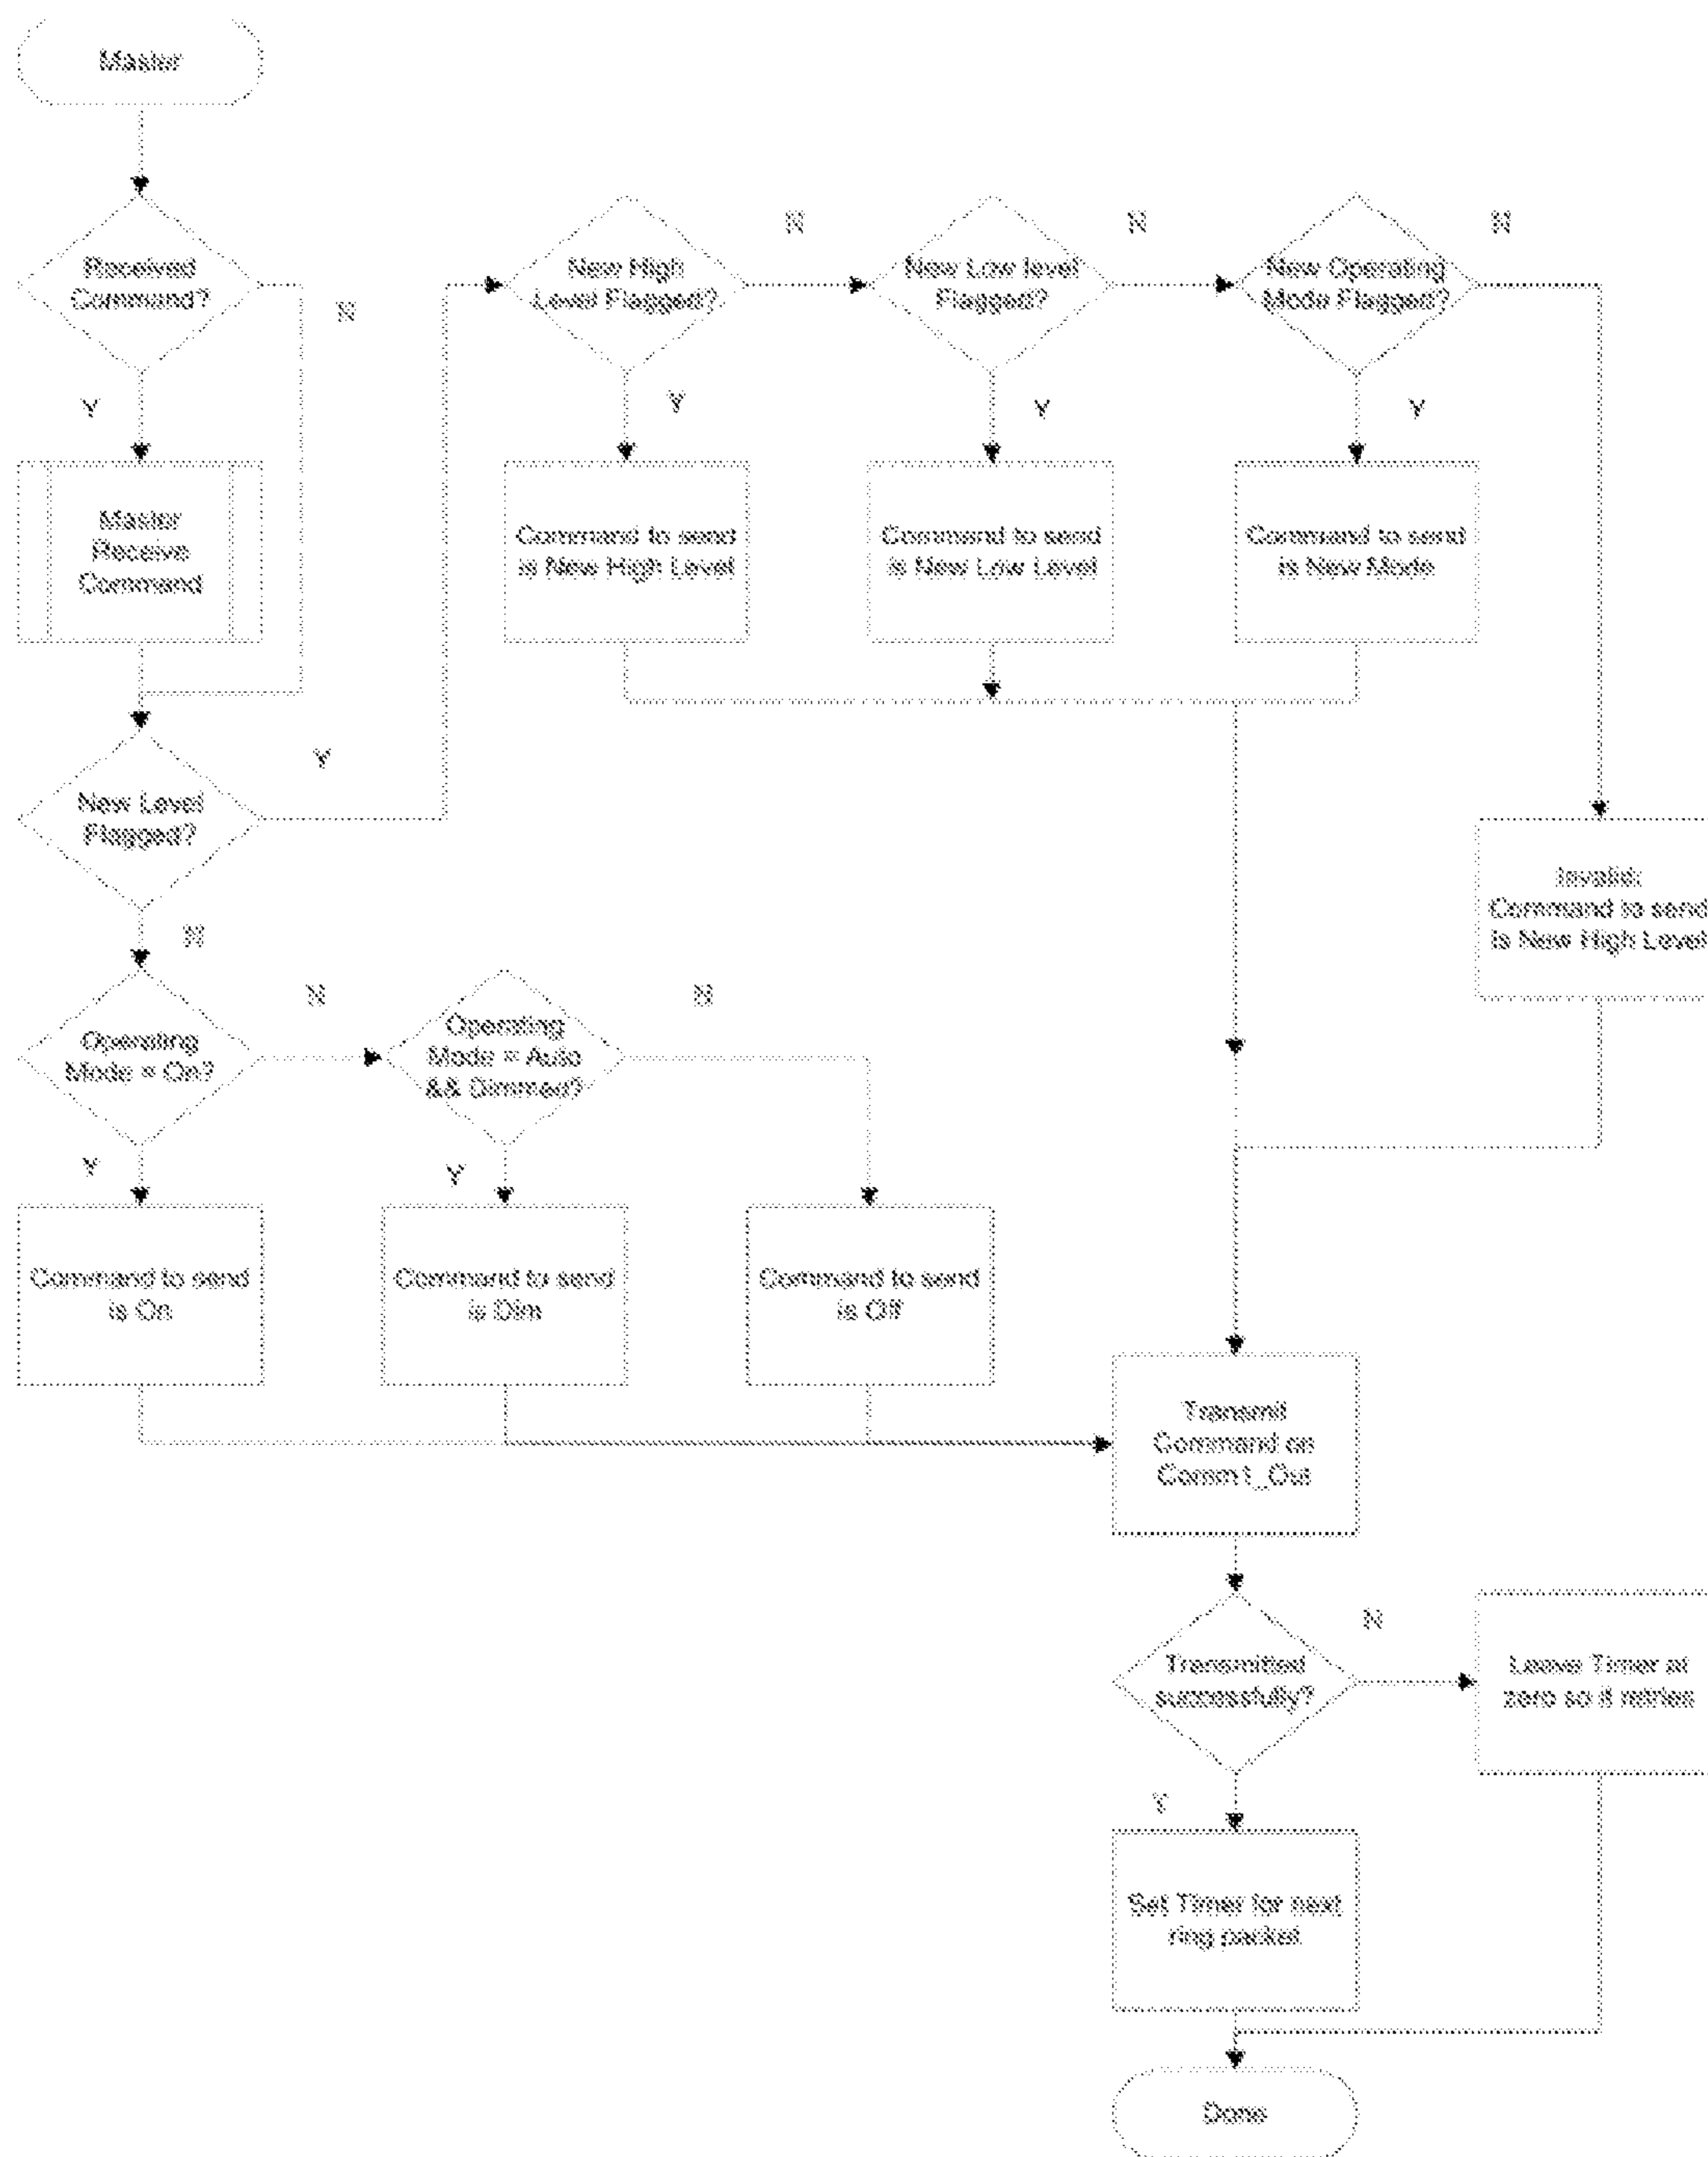 Master
Received
Command?
N
Y
Master
Receive
Command
New High
Level Flagged?
N
Y
New Low level
Flagged?
N
Y
New Operating
Mode Flagged?
N
Y
Command to send
is New High Level
Command to send
is New Low Level
Command to send
is New Mode
New Level
Flagged?
Y
N
Invalid:
Command to send
is New High Level
Operating
Mode = On?
N
Y
Operating
Mode = Auto
&& Dimmed?
N
Y
Command to send
is On
Command to send
is Dim
Command to send
is Off
Transmit
Command on
Comm1_Out
Transmitted
successfully?
N
Y
Leave Timer at
zero so it retries
Set Timer for next
ring packet
Done